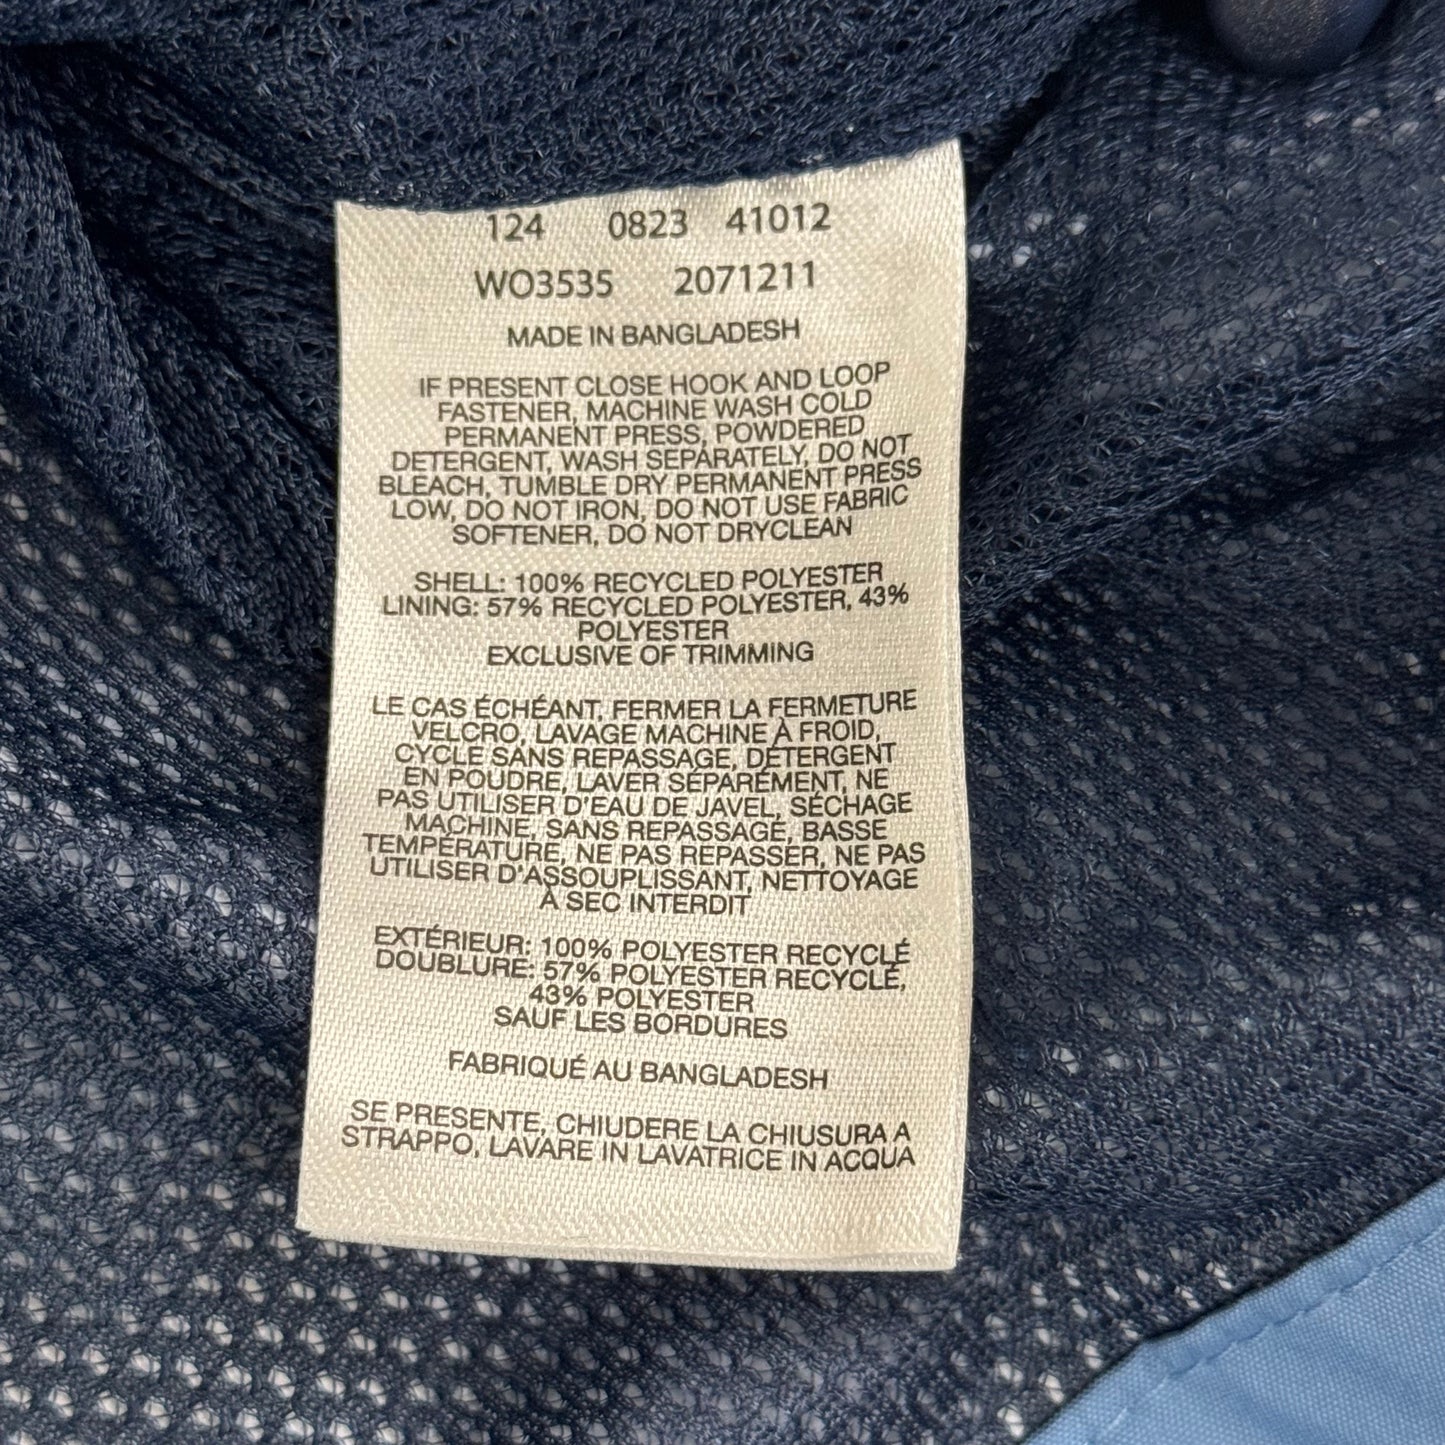 124 0823 41012
WO3535 2071211
MADE IN BANGLADESH
IF PRESENT CLOSE HOOK AND LOOP
FASTENER, MACHINE WASH COLD
PERMANENT PRESS, POWDERED
DETERGENT, WASH SEPARATELY, DO NOT
BLEACH, TUMBLE DRY PERMANENT PRESS
LOW, DO NOT IRON, DO NOT USE FABRIC
SOFTENER, DO NOT DRYCLEAN
SHELL: 100% RECYCLED POLYESTER
LINING: 57% RECYCLED POLYESTER, 43%
POLYESTER
EXCLUSIVE OF TRIMMING
LE CAS ÉCHÉANT, FERMER LA FERMETURE
VELCRO, LAVAGE MACHINE À FROID,
CYCLE SANS REPASSAGE, DÉTERGENT
EN POUDRE, LAVER SÉPARÉMENT, NE
PAS UTILISER D'EAU DE JAVEL, SÉCHAGE
MACHINE, SANS REPASSAGE, BASSE
TEMPÉRATURE, NE PAS REPASSER, NE PAS
UTILISER D'ASSOUPLISSANT, NETTOYAGE
À SEC INTERDIT
EXTÉRIEUR: 100% POLYESTER RECYCLÉ
DOUBLURE: 57% POLYESTER RECYCLÉ,
43% POLYESTER
SAUF LES BORDURES
FABRIQUÉ AU BANGLADESH
SE PRESENTE, CHIUDERE LA CHIUSURA A
STRAPPO, LAVARE IN LAVATRICE IN ACQUA